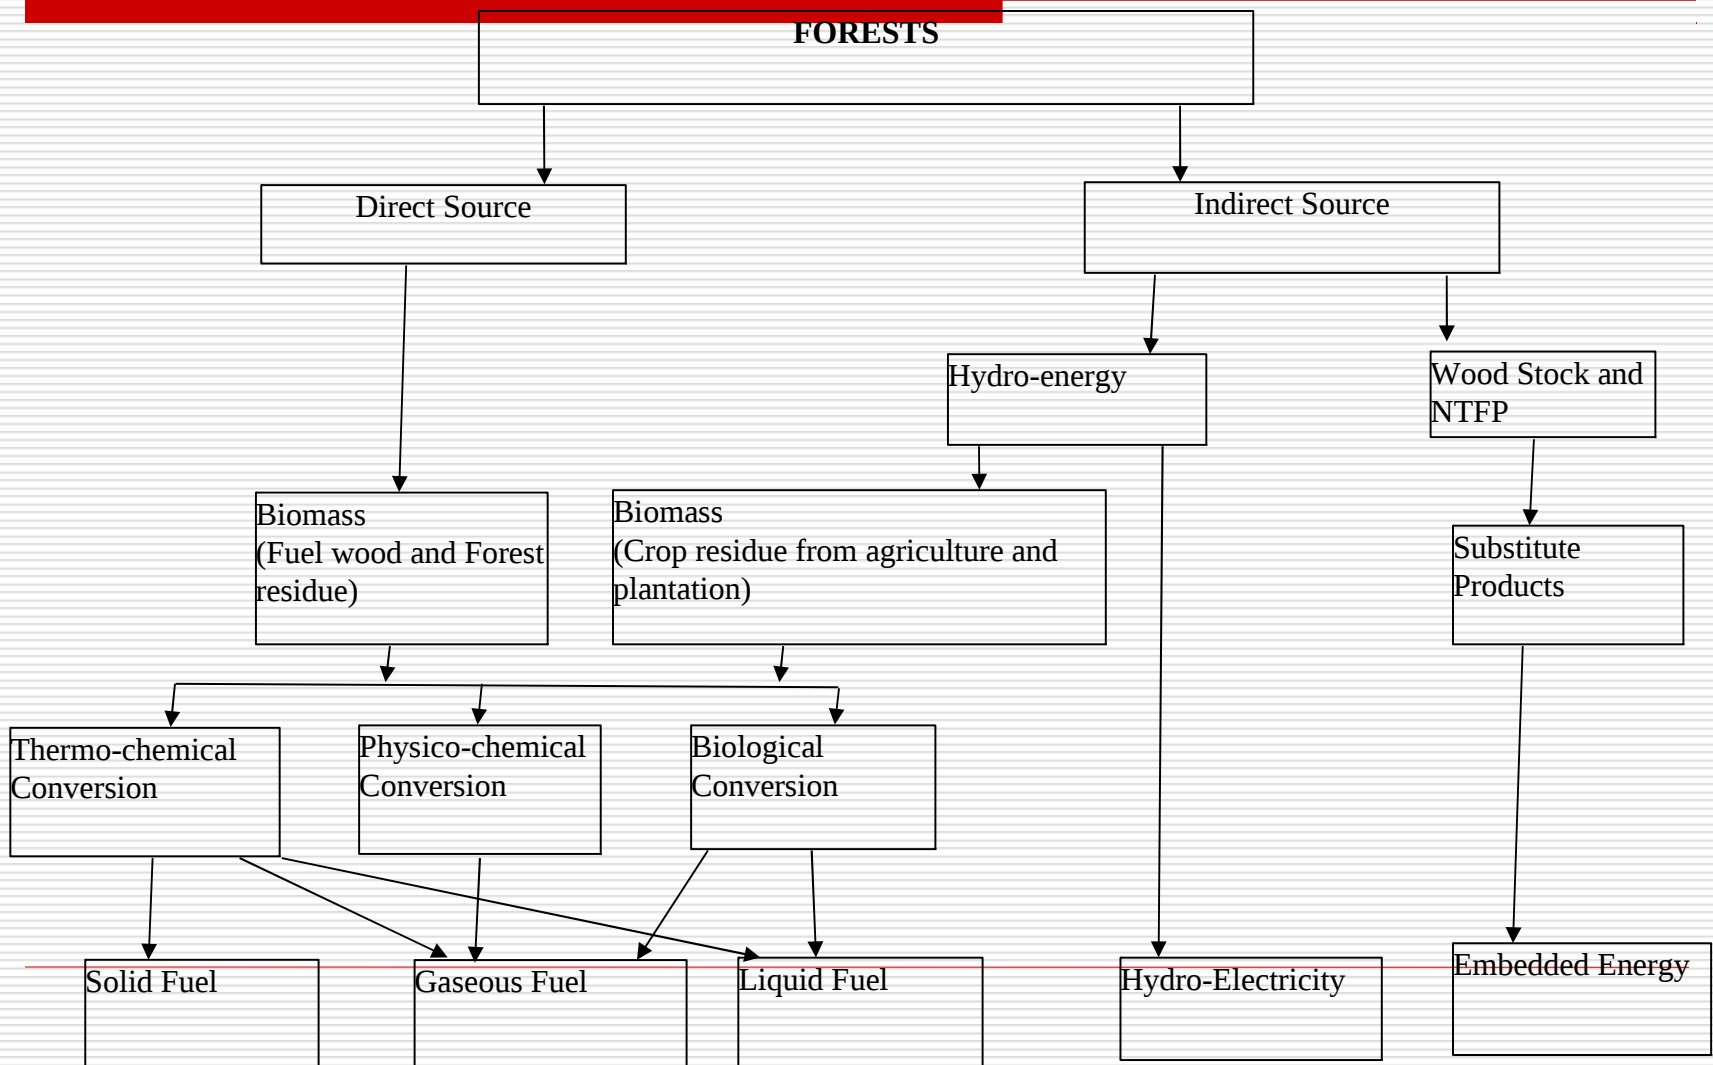 FORESTS
Direct Source
Indirect Source
Hydro-energy
Wood Stock and
NTFP
Biomass
(Fuel wood and Forest
residue)
Biomass
(Crop residue from agriculture and
plantation)
Substitute
Products
Thermo-chemical
Conversion
Physico-chemical
Conversion
Biological
Conversion
Solid Fuel
Gaseous Fuel
Liquid Fuel
Hydro-Electricity
Embedded Energy